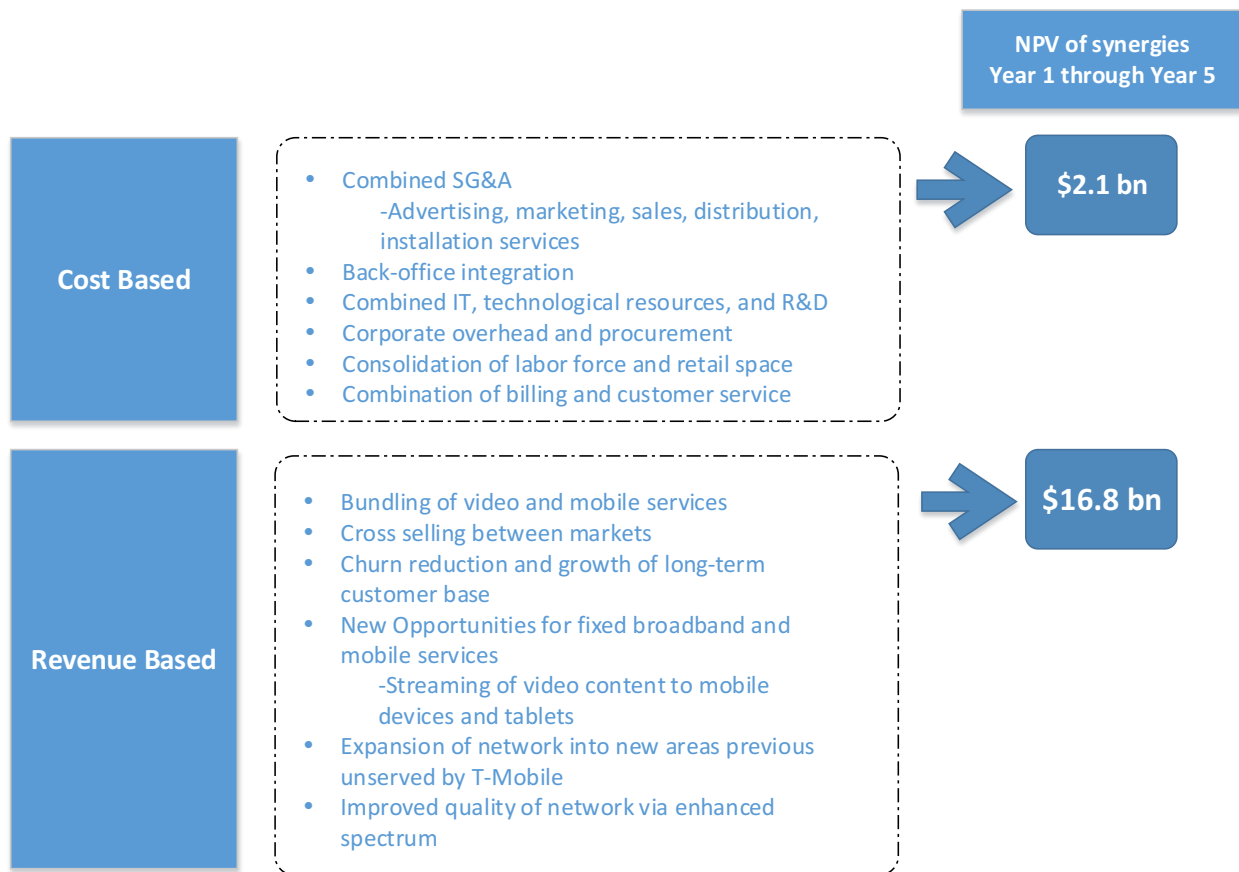 NPV of synergies
Year 1 through Year 5
Cost Based
• Combined SG&A
-Advertising, marketing, sales, distribution,
installation services
• Back-office integration
• Combined IT, technological resources, and R&D
• Corporate overhead and procurement
• Consolidation of labor force and retail space
• Combination of billing and customer service
$2.1 bn
Revenue Based
• Bundling of video and mobile services
• Cross selling between markets
• Churn reduction and growth of long-term
customer base
• New Opportunities for fixed broadband and
mobile services
-Streaming of video content to mobile
devices and tablets
• Expansion of network into new areas previous
unserved by T-Mobile
• Improved quality of network via enhanced
spectrum
$16.8 bn